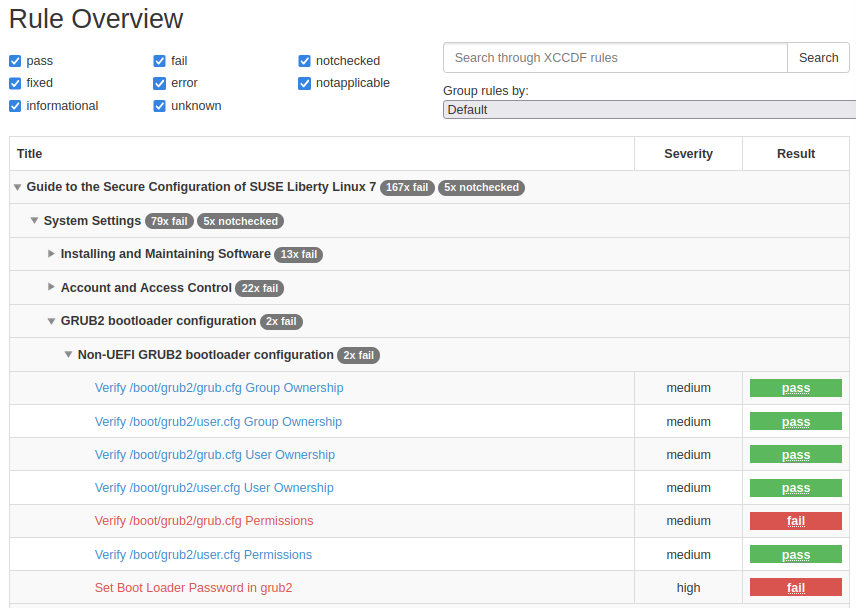 Rule Overview
pass fail notchecked
fixed error notapplicable
informational unknown
Search through XCCDF rules Search
Group rules by:
Default
Title Severity Result
Guide to the Secure Configuration of SUSE Liberty Linux 7 167x fail 5x notchecked
System Settings 79x fail 5x notchecked
Installing and Maintaining Software 13x fail
Account and Access Control 22x fail
GRUB2 bootloader configuration 2x fail
Non-UEFI GRUB2 bootloader configuration 2x fail
Verify /boot/grub2/grub.cfg Group Ownership medium pass
Verify /boot/grub2/user.cfg Group Ownership medium pass
Verify /boot/grub2/grub.cfg User Ownership medium pass
Verify /boot/grub2/user.cfg User Ownership medium pass
Verify /boot/grub2/grub.cfg Permissions medium fail
Verify /boot/grub2/user.cfg Permissions medium pass
Set Boot Loader Password in grub2 high fail